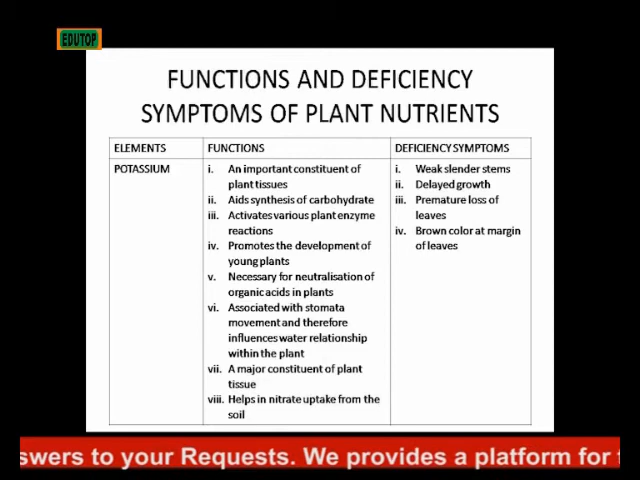 EDUTOP
FUNCTIONS AND DEFICIENCY
SYMPTOMS OF PLANT NUTRIENTS
ELEMENTS FUNCTIONS DEFICIENCY SYMPTOMS
POTASSIUM
i. An important constituent of
plant tissues
ii. Aids synthesis of carbohydrate
iii. Activates various plant enzyme
reactions
iv. Promotes the development of
young plants
v. Necessary for neutralisation of
organic acids in plants
vi. Associated with stomata
movement and therefore
influences water relationship
within the plant
vii. A major constituent of plant
tissue
viii. Helps in nitrate uptake from the
soil
i. Weak slender stems
ii. Delayed growth
iii. Premature loss of
leaves
iv. Brown color at margin
of leaves
swers to your Requests. We provides a platform for